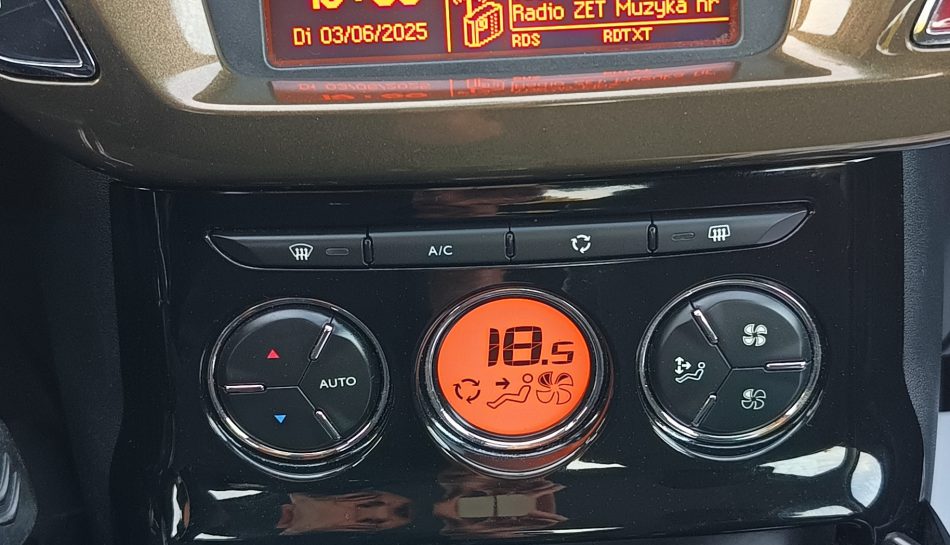 Radio ZET Muzyka nr
Di 03/06/2025
RDS RDTXT
A/C
AUTO
18.5